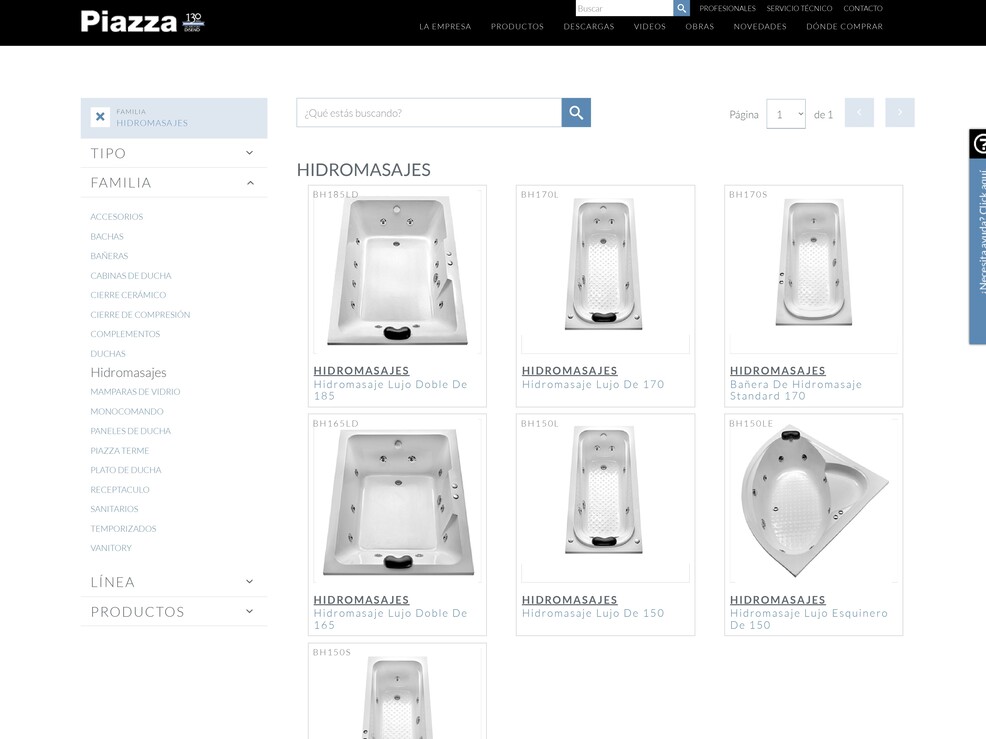 Piazza
130
DISEÑO
Buscar
PROFESIONALES
SERVICIO TÉCNICO
CONTACTO
LA EMPRESA
PRODUCTOS
DESCARGAS
VIDEOS
OBRAS
NOVEDADES
DÓNDE COMPRAR
FAMILIA
HIDROMASAJES
TIPO
FAMILIA
ACCESORIOS
BACHAS
BAÑERAS
CABINAS DE DUCHA
CIERRE CERÁMICO
CIERRE DE COMPRESIÓN
COMPLEMENTOS
DUCHAS
Hidromasajes
MAMPARAS DE VIDRIO
MONOCOMANDO
PANELES DE DUCHA
PIAZZA TERME
PLATO DE DUCHA
RECEPTACULO
SANITARIOS
TEMPORIZADOS
VANITORY
LÍNEA
PRODUCTOS
¿Qué estás buscando?
Página 1 de 1
HIDROMASAJES
BH185LD
HIDROMASAJES
Hidromasaje Lujo Doble De
185
BH170L
HIDROMASAJES
Hidromasaje Lujo De 170
BH170S
HIDROMASAJES
Bañera De Hidromasaje
Standard 170
BH165LD
HIDROMASAJES
Hidromasaje Lujo Doble De
165
BH150L
HIDROMASAJES
Hidromasaje Lujo De 150
BH150LE
HIDROMASAJES
Hidromasaje Lujo Esquinero
De 150
BH150S
¿Necesita ayuda? Click aquí